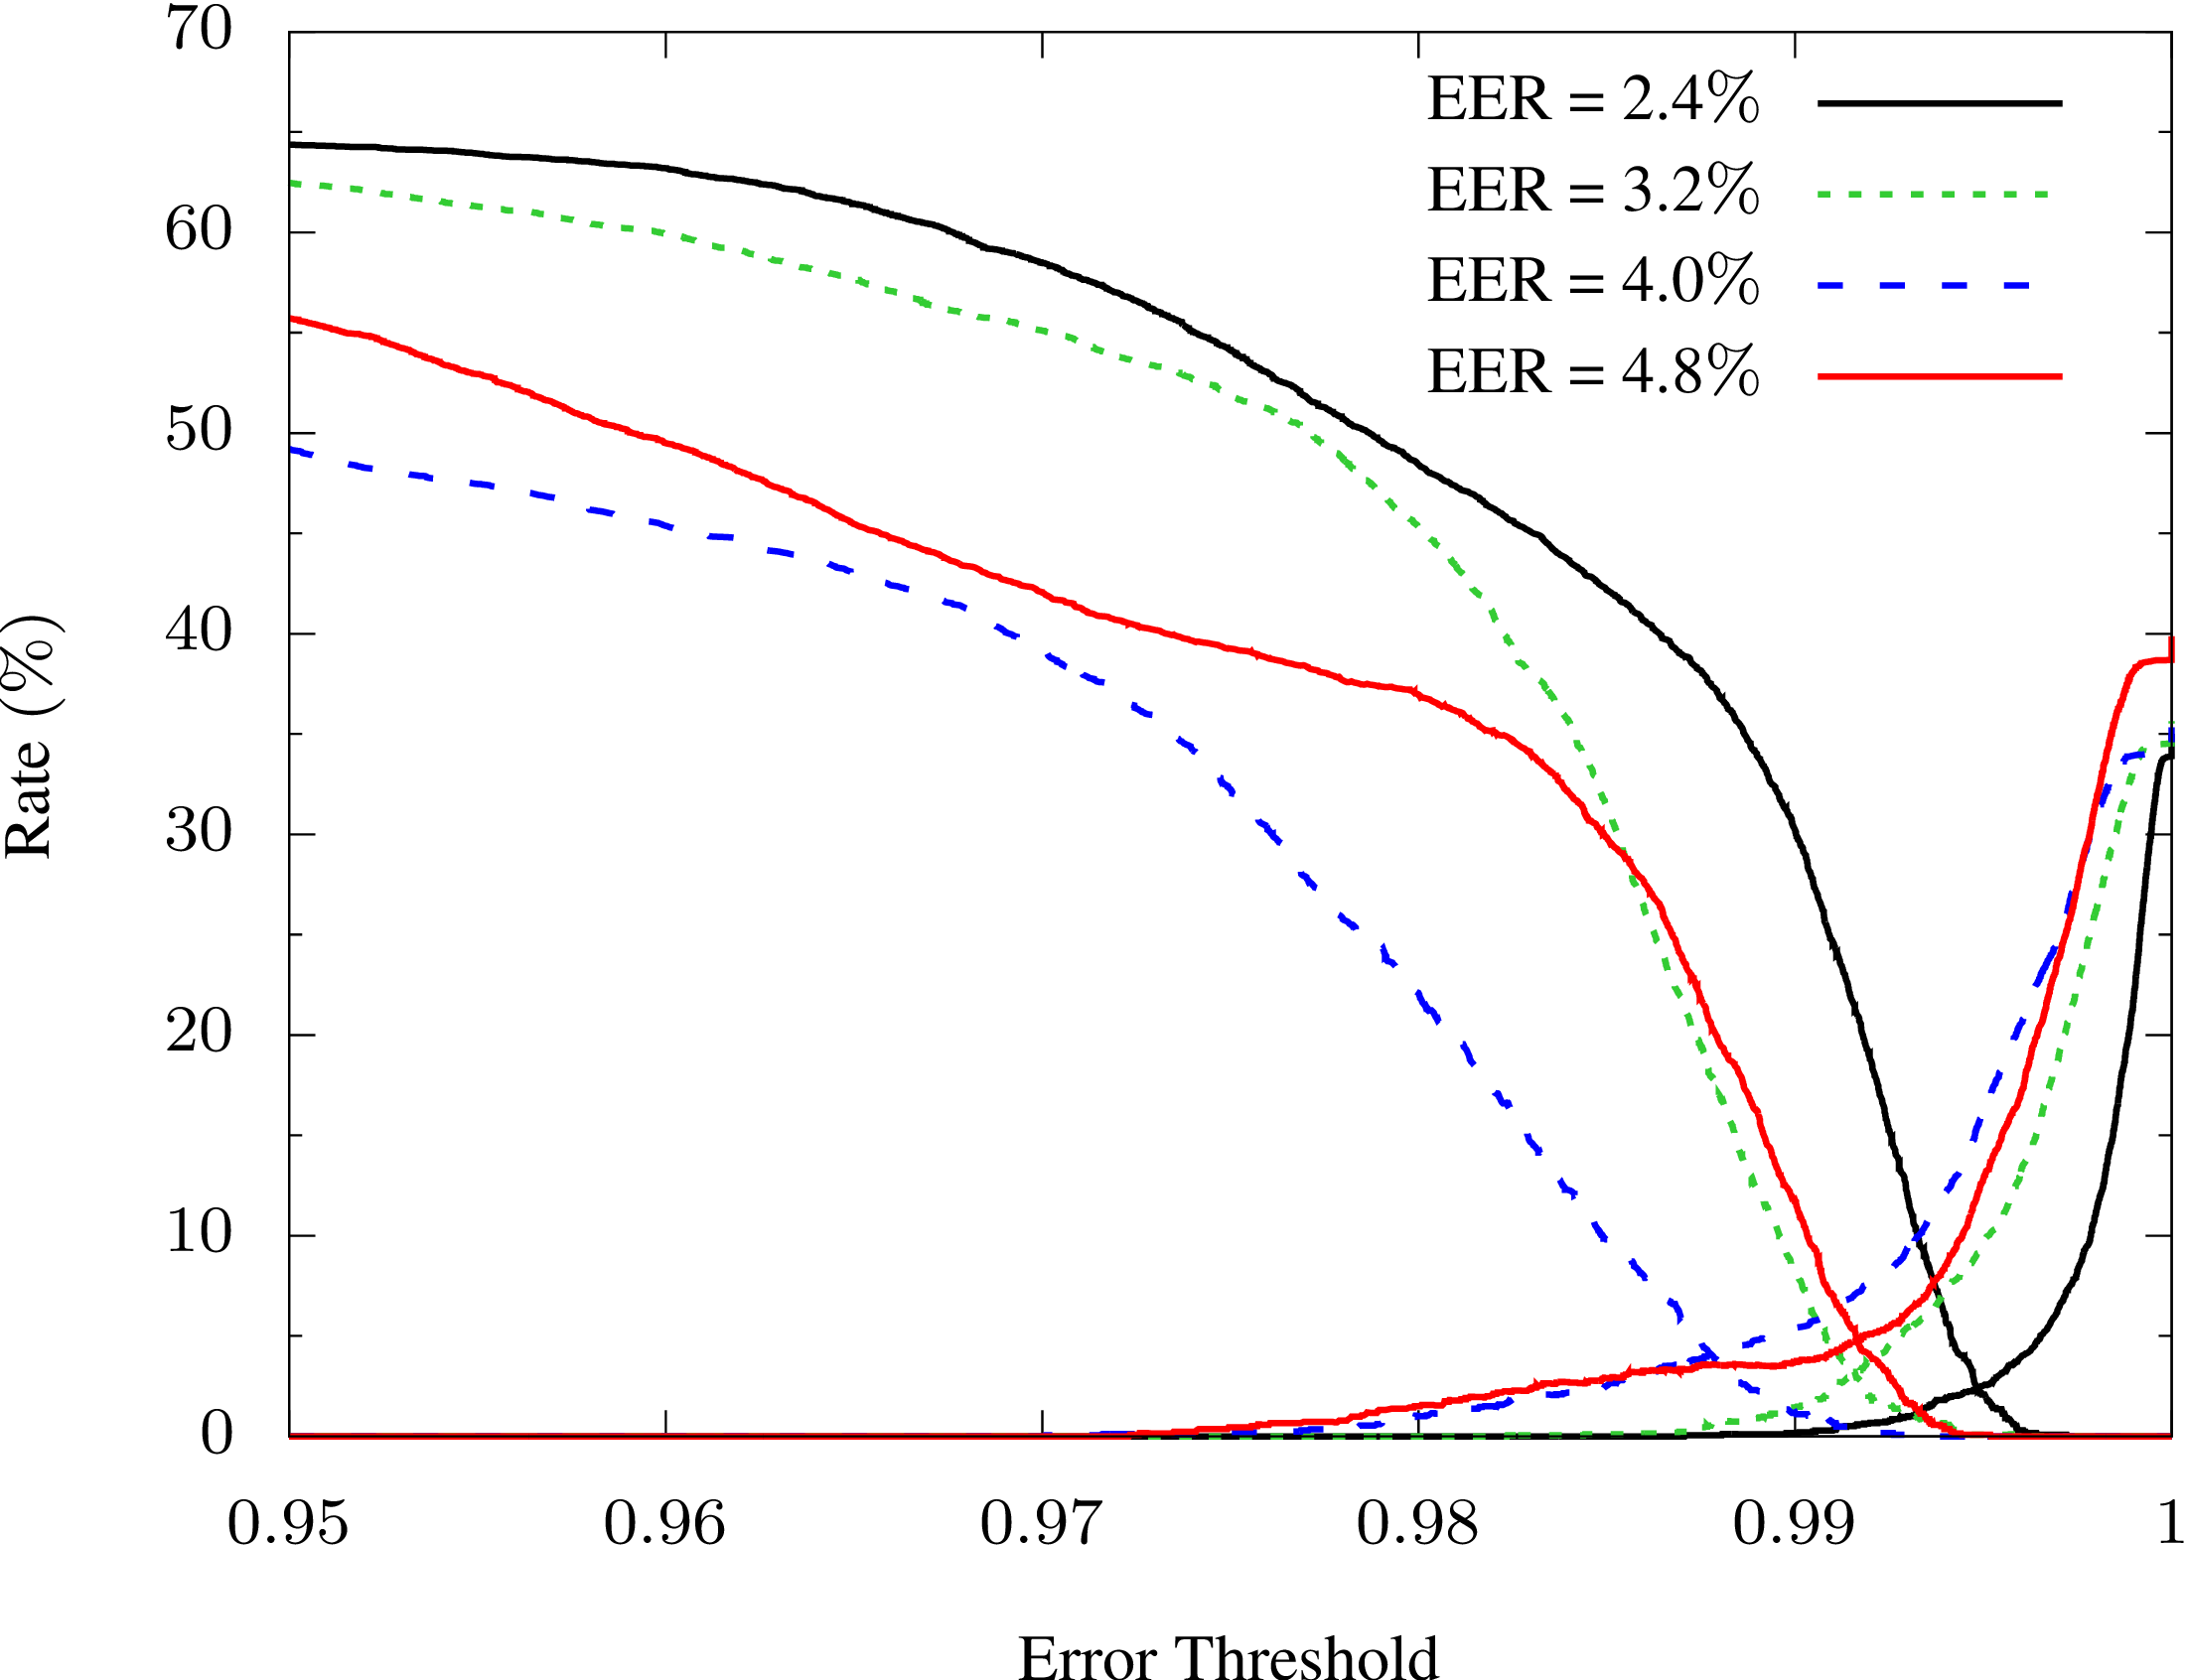 70
60
50
40
30
20
10
0
Rate (%)
EER = 2.4%
EER = 3.2%
EER = 4.0%
EER = 4.8%
0.95 0.96 0.97 0.98 0.99 1
Error Threshold